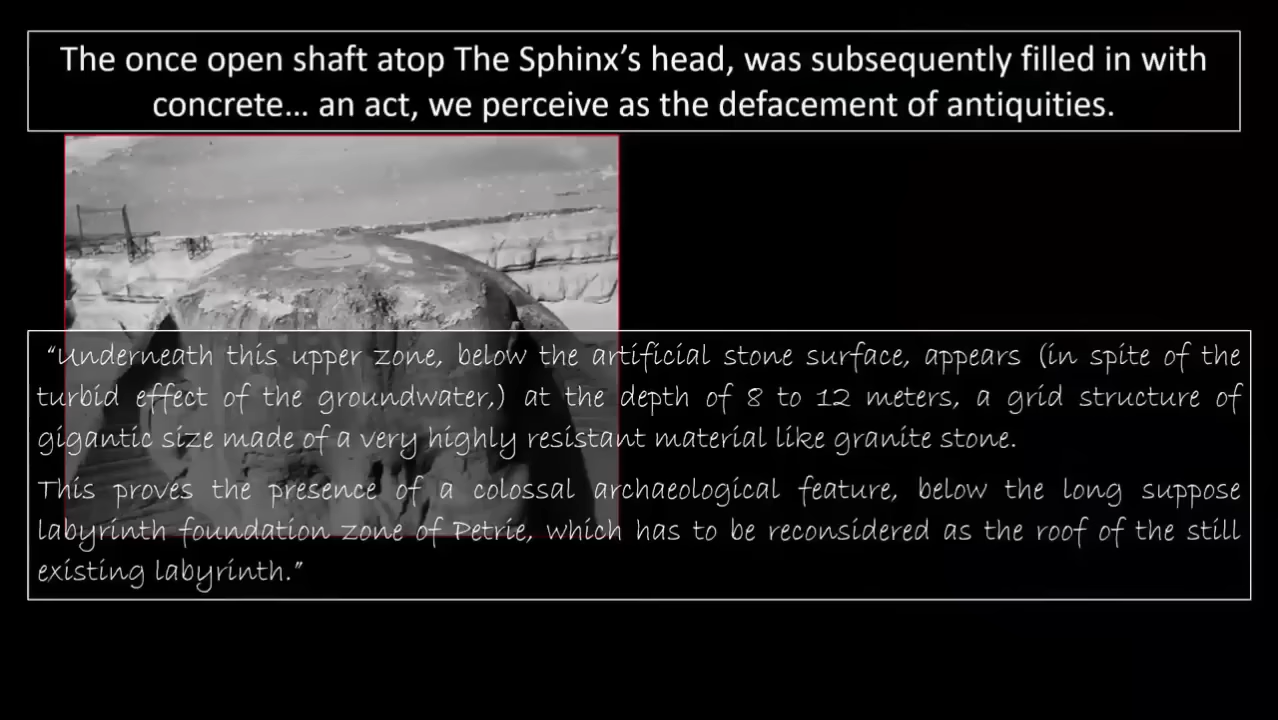 The once open shaft atop The Sphinx’s head, was subsequently filled in with
concrete… an act, we perceive as the defacement of antiquities.
“Underneath this upper zone, below the artificial stone surface, appears (in spite of the
turbid effect of the groundwater,) at the depth of 8 to 12 meters, a grid structure of
gigantic size made of a very highly resistant material like granite stone.
This proves the presence of a colossal archaeological feature, below the long suppose
labyrinth foundation zone of Petrie, which has to be reconsidered as the roof of the still
existing labyrinth.”